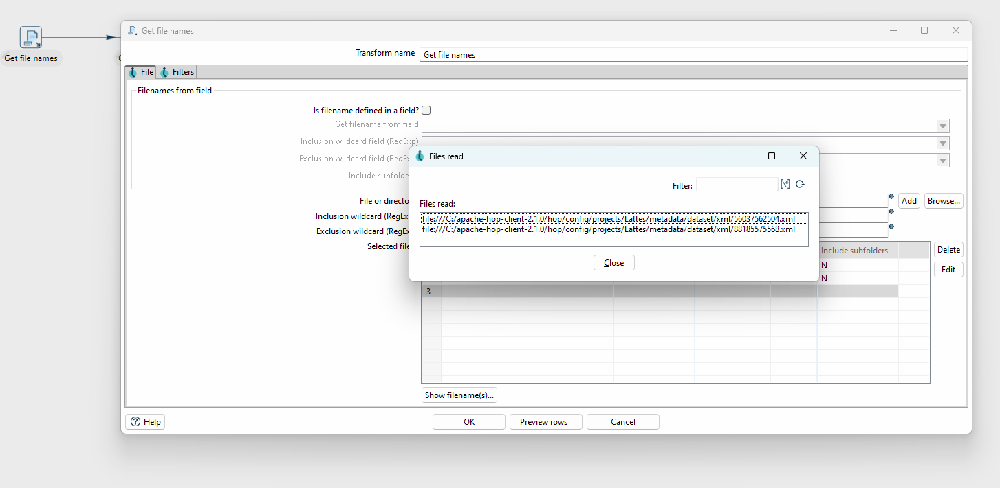 Get file names
Get file names
Transform name
Get file names
File
Filters
Filenames from field
Is filename defined in a field?
Get filename from field
Inclusion wildcard field (RegExp)
Exclusion wildcard field (RegEx
Include subfolde
Files read
Filter:
Files read:
file:///C:/apache-hop-client-2.1.0/hop/config/projects/Lattes/metadata/dataset/xml/56037562504.xml
file:///C:/apache-hop-client-2.1.0/hop/config/projects/Lattes/metadata/dataset/xml/88185575568.xml
Close
File or directo
Add
Browse...
Inclusion wildcard (RegEx
Exclusion wildcard (RegEx
Selected file
Include subfolders
Delete
N
Edit
N
3
Show filename(s)...
Help
OK
Preview rows
Cancel